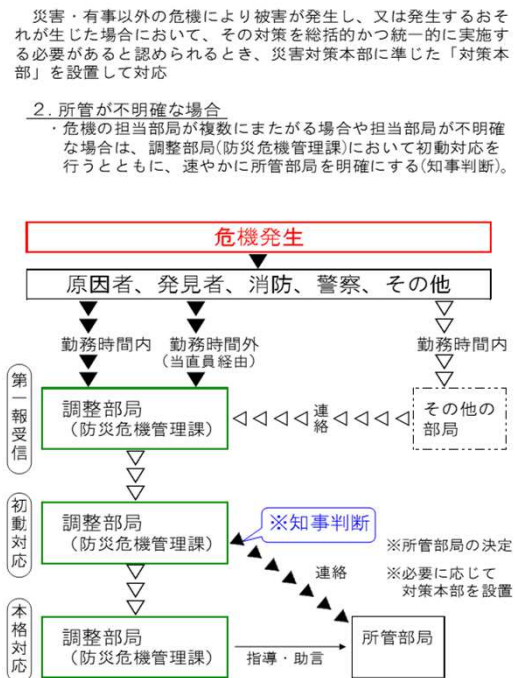 災害・有事以外の危機により被害が発生し、又は発生するおそ
れが生じた場合において、その対策を総括的かつ統一的に実施す
る必要があると認められるとき、災害対策本部に準じた「対策本
部」を設置して対応
2. 所管が不明確な場合
・危機の担当部局が複数にまたがる場合や担当部局が不明確
な場合は、調整部局(防災危機管理課)において初動対応を
行うとともに、速やかに所管部局を明確にする(知事判断)。
危機発生
原因者、発見者、消防、警察、その他
勤務時間内
勤務時間外
(当直員経由)
勤務時間内
第一報受信
調整部局
(防災危機管理課)
連絡
その他の
部局
初動対応
調整部局
(防災危機管理課)
※知事判断
※所管部局の決定
連絡
※必要に応じて
対策本部を設置
本格対応
調整部局
(防災危機管理課)
指導・助言
所管部局